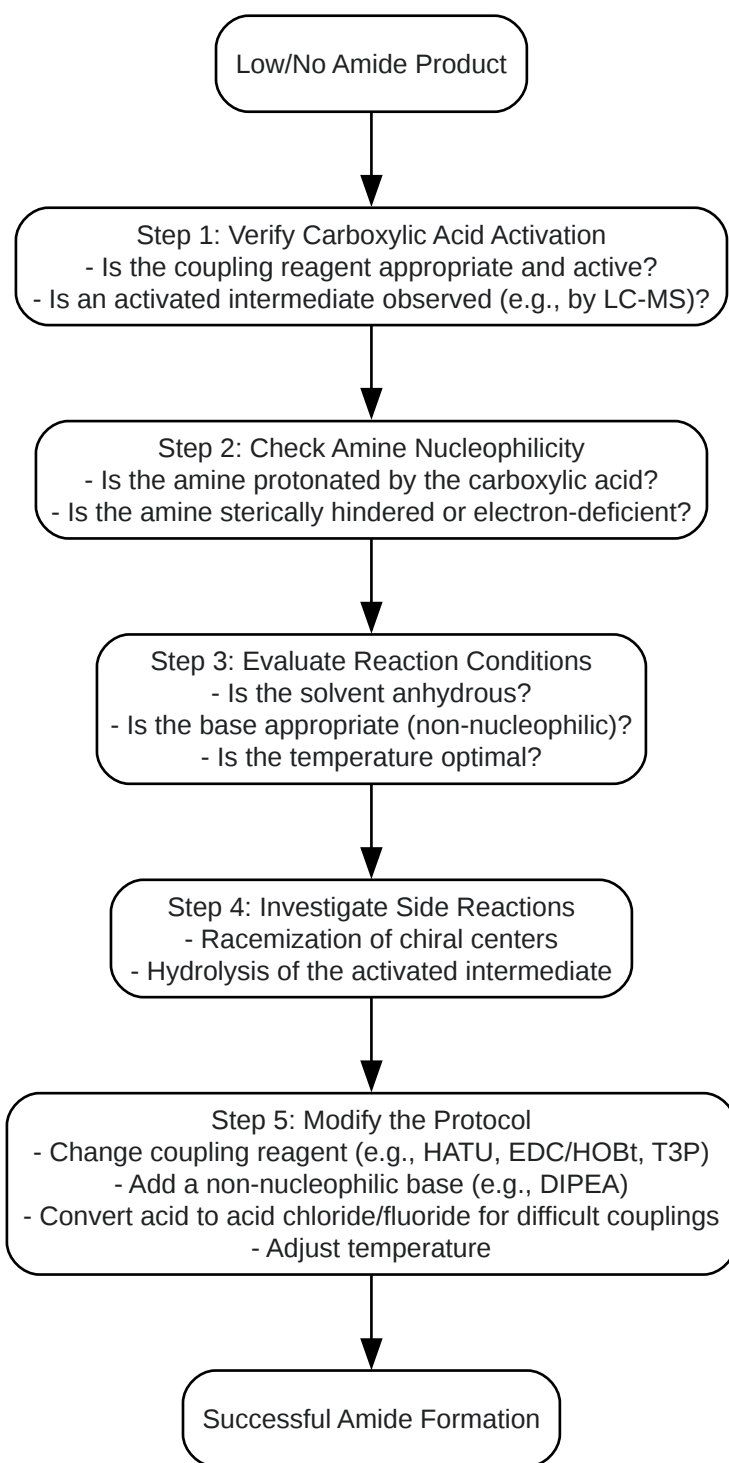 Low/No Amide Product
Step 1: Verify Carboxylic Acid Activation
- Is the coupling reagent appropriate and active?
- Is an activated intermediate observed (e.g., by LC-MS)?
Step 2: Check Amine Nucleophilicity
- Is the amine protonated by the carboxylic acid?
- Is the amine sterically hindered or electron-deficient?
Step 3: Evaluate Reaction Conditions
- Is the solvent anhydrous?
- Is the base appropriate (non-nucleophilic)?
- Is the temperature optimal?
Step 4: Investigate Side Reactions
- Racemization of chiral centers
- Hydrolysis of the activated intermediate
Step 5: Modify the Protocol
- Change coupling reagent (e.g., HATU, EDC/HOBt, T3P)
- Add a non-nucleophilic base (e.g., DIPEA)
- Convert acid to acid chloride/fluoride for difficult couplings
- Adjust temperature
Successful Amide Formation